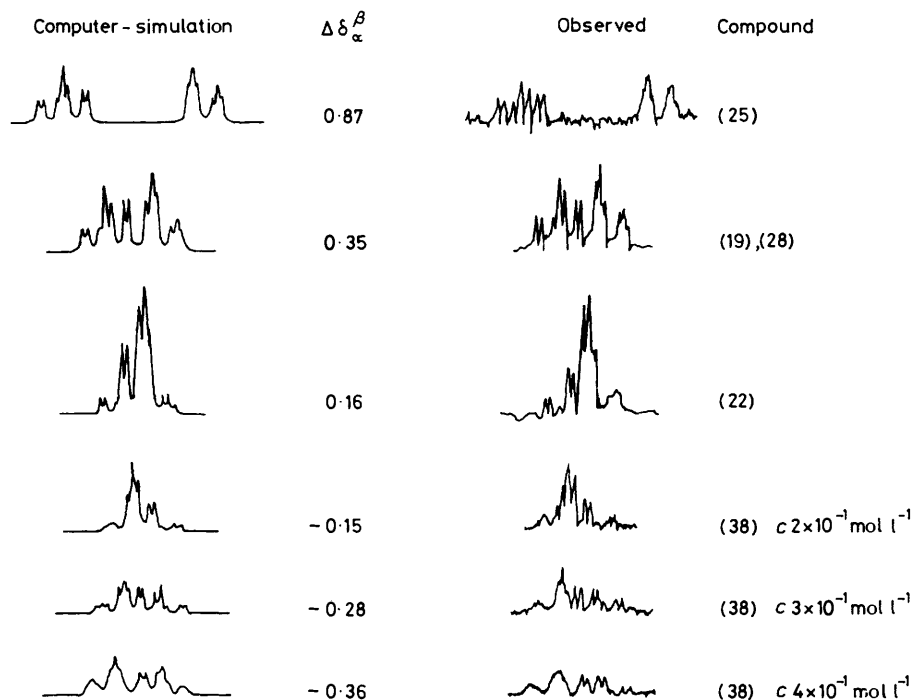 Computer-simulation Δδαβ Observed Compound
0·87 (25)
0·35 (19),(28)
0·16 (22)
-0·15 (38) c 2×10⁻¹ mol l⁻¹
-0·28 (38) c 3×10⁻¹ mol l⁻¹
-0·36 (38) c 4×10⁻¹ mol l⁻¹